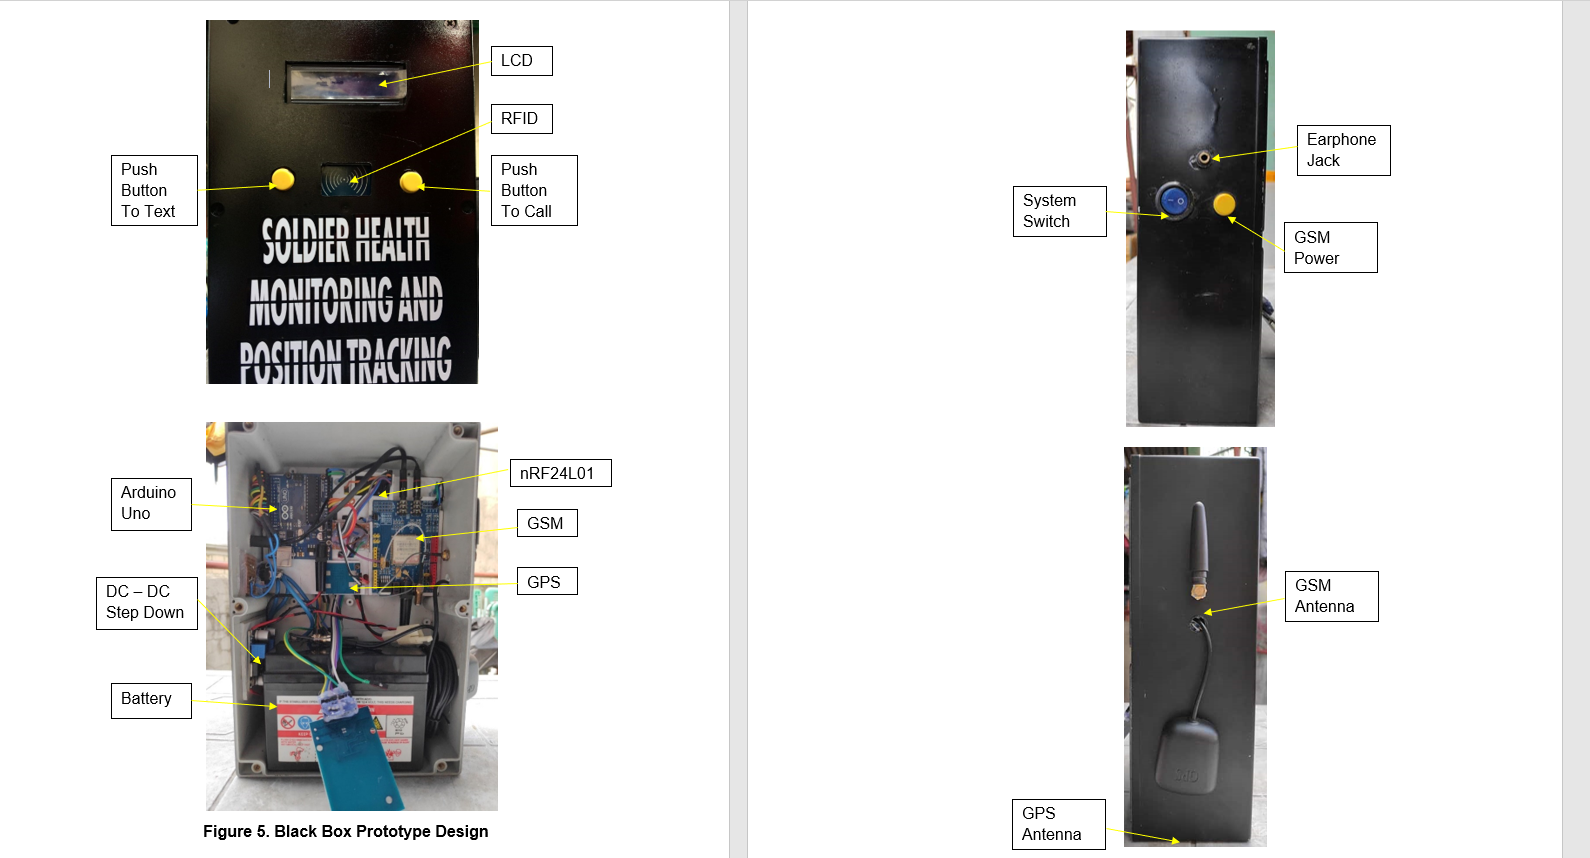 LCD
RFID
Push
Button
To Text
Push
Button
To Call
SOLDIER HEALTH
MONITORING AND
POSITION TRACKING
Arduino
Uno
nRF24L01
GSM
GPS
DC – DC
Step Down
Battery
Figure 5. Black Box Prototype Design
Earphone
Jack
System
Switch
GSM
Power
GSM
Antenna
GPS
GPS
Antenna